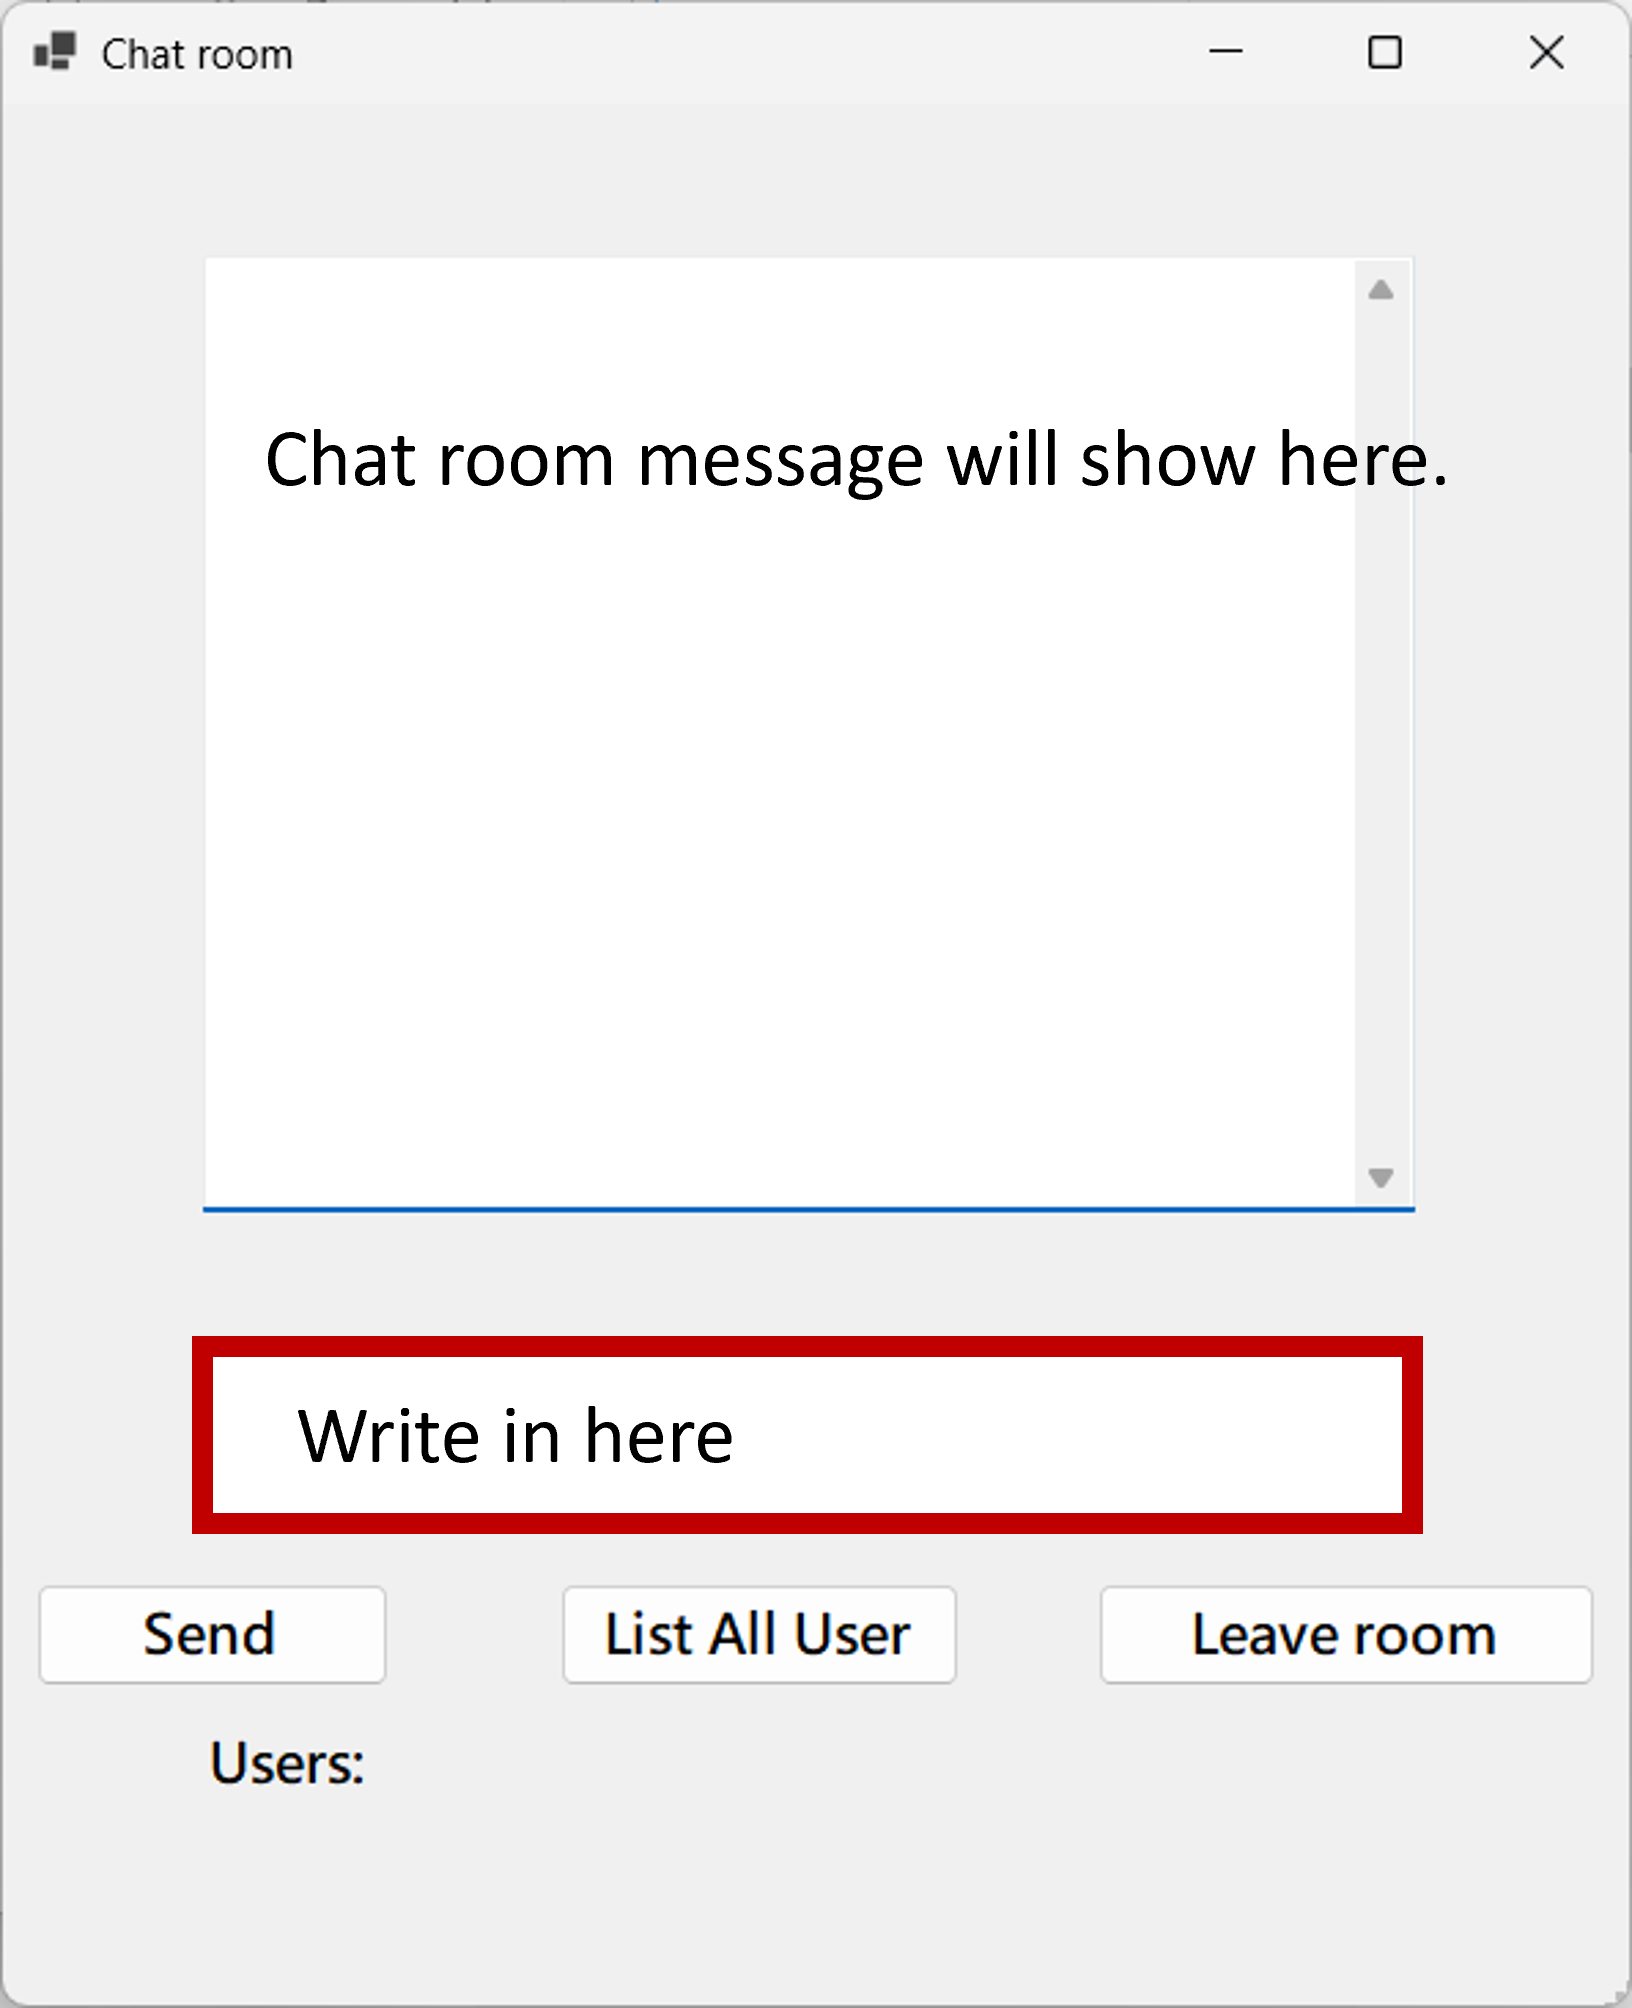 Chat room
Chat room message will show here.
Write in here
Send
List All User
Leave room
Users: